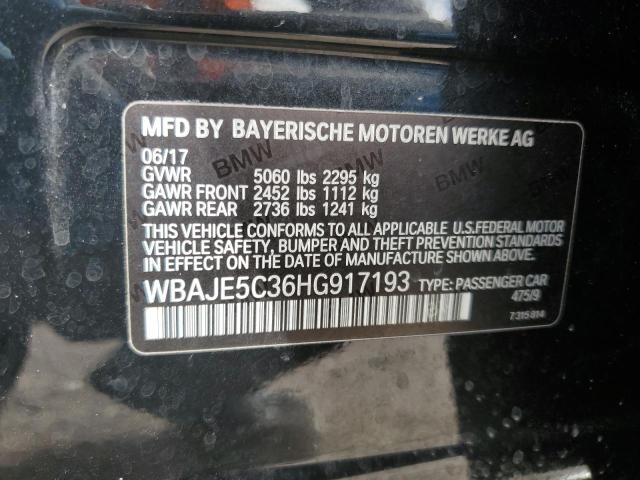 MFD BY BAYERISCHE MOTOREN WERKE AG
06/17
GVWR 5060 lbs 2295 kg
GAWR FRONT 2452 lbs 1112 kg
GAWR REAR 2736 lbs 1241 kg
THIS VEHICLE CONFORMS TO ALL APPLICABLE U.S.FEDERAL MOTOR
VEHICLE SAFETY, BUMPER AND THEFT PREVENTION STANDARDS
IN EFFECT ON THE DATE OF MANUFACTURE SHOWN ABOVE.
WBAJE5C36HG917193 TYPE: PASSENGER CAR
475/9
7315814